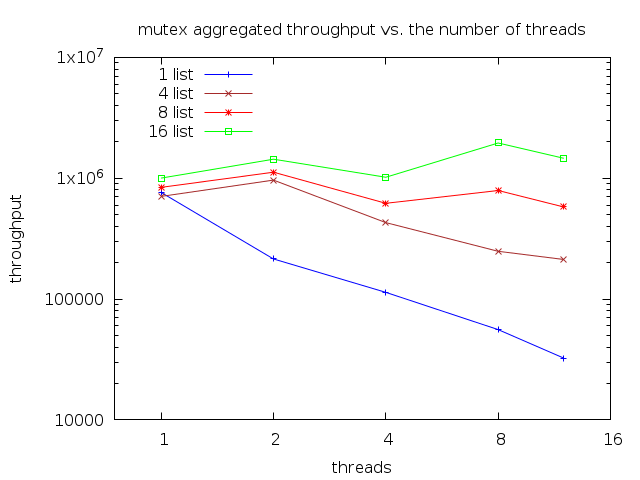 mutex aggregated throughput vs. the number of threads
1x10^7
1 list
4 list
8 list
16 list
1x10^6
throughput
100000
10000
1 2 4 8 16
threads